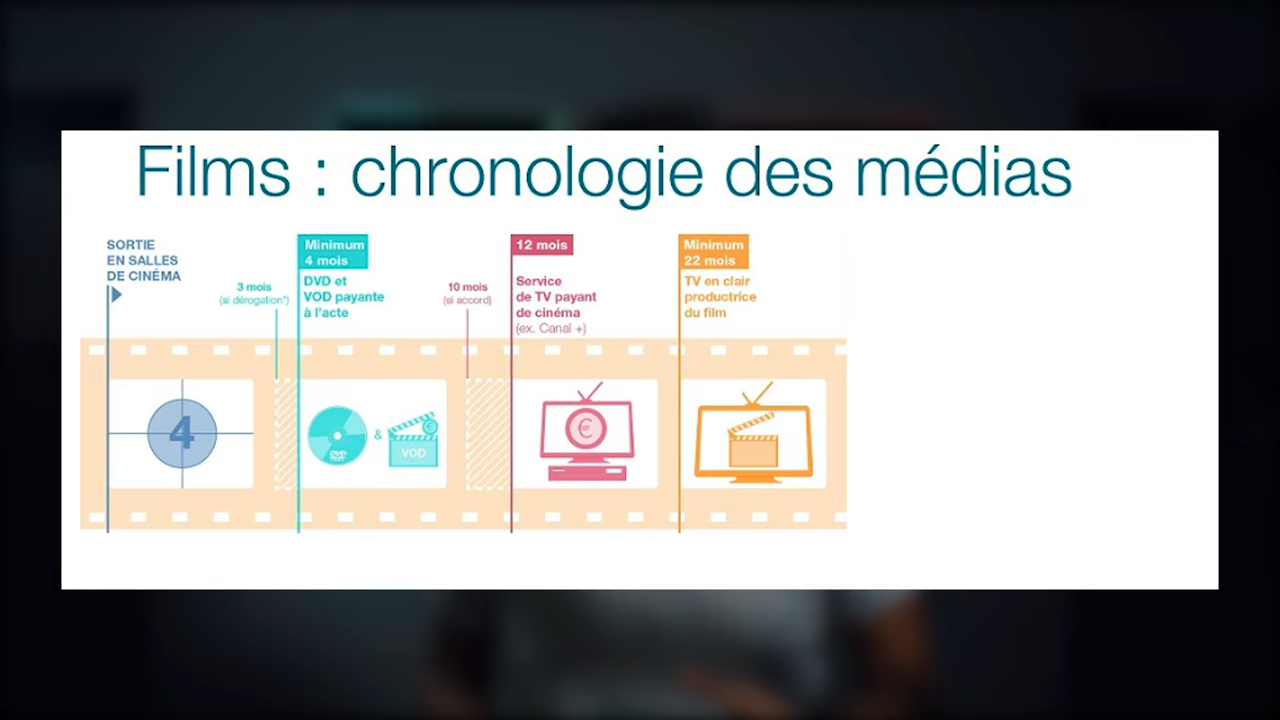 Films : chronologie des médias
SORTIE
EN SALLES
DE CINÉMA
3 mois
(si dérogation*)
Minimum
4 mois
DVD et
VOD payante
à l'acte
10 mois
(si accord)
12 mois
Service
de TV payant
de cinéma
(ex. Canal +)
Minimum
22 mois
TV en clair
productrice
du film
4
DVD
&
€
VOD
€